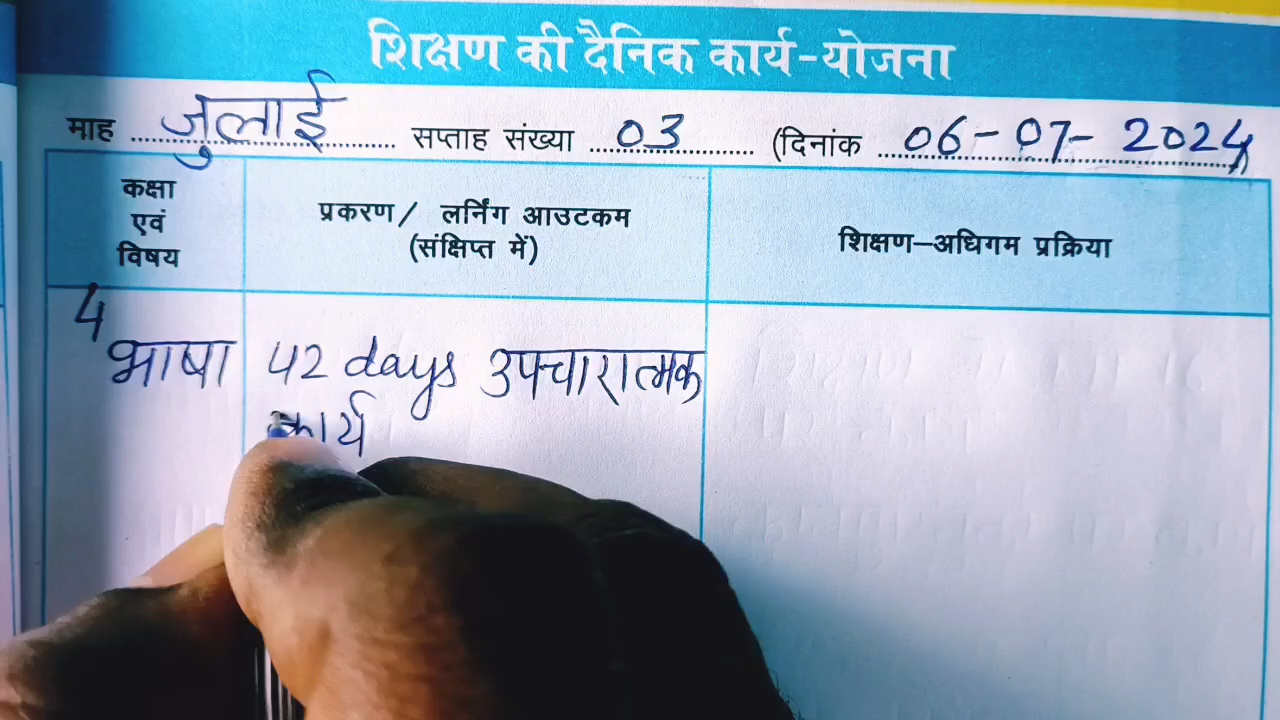 शिक्षण की दैनिक कार्य-योजना
माह जुलाई सप्ताह संख्या 03 (दिनांक 06-07-2024
कक्षा
एवं
विषय
प्रकरण/ लर्निंग आउटकम
(संक्षिप्त में)
शिक्षण–अधिगम प्रक्रिया
4
भाषा 42 days उपचारात्मक
कार्य